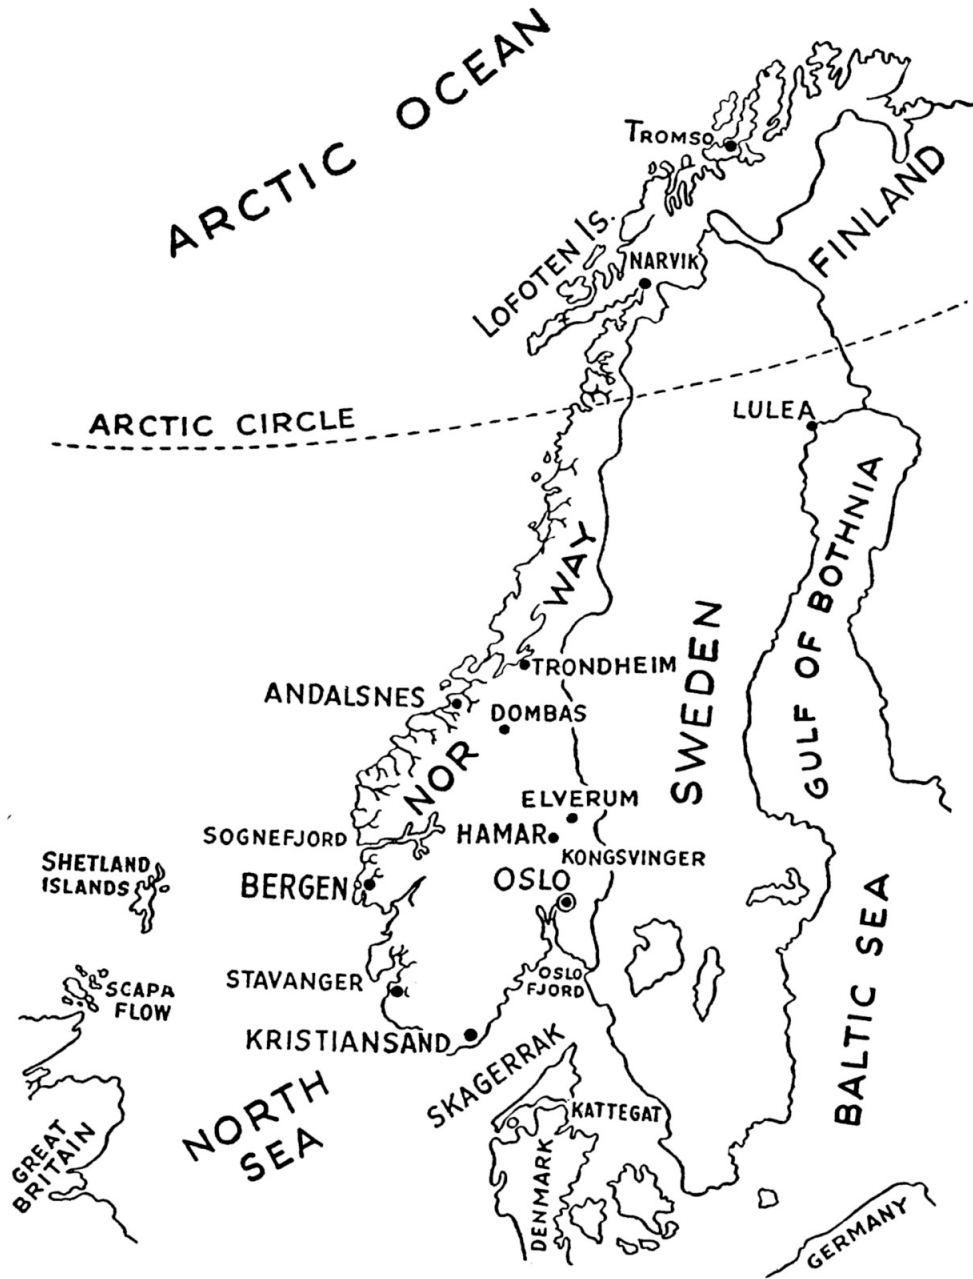 ARCTIC OCEAN
TROMSO
FINLAND
LOFOTEN IS.
NARVIK
ARCTIC CIRCLE
LULEA
NORWAY
GULF OF BOTHNIA
SWEDEN
TRONDHEIM
ANDALSNES
DOMBAS
ELVERUM
SOGNEFJORD
HAMAR
KONGSVINGER
SHETLAND
ISLANDS
BERGEN
OSLO
BALTIC SEA
STAVANGER
OSLO
FJORD
SCAPA
FLOW
KRISTIANSAND
SKAGERRAK
NORTH
SEA
KATTEGAT
GREAT
BRITAIN
DENMARK
GERMANY